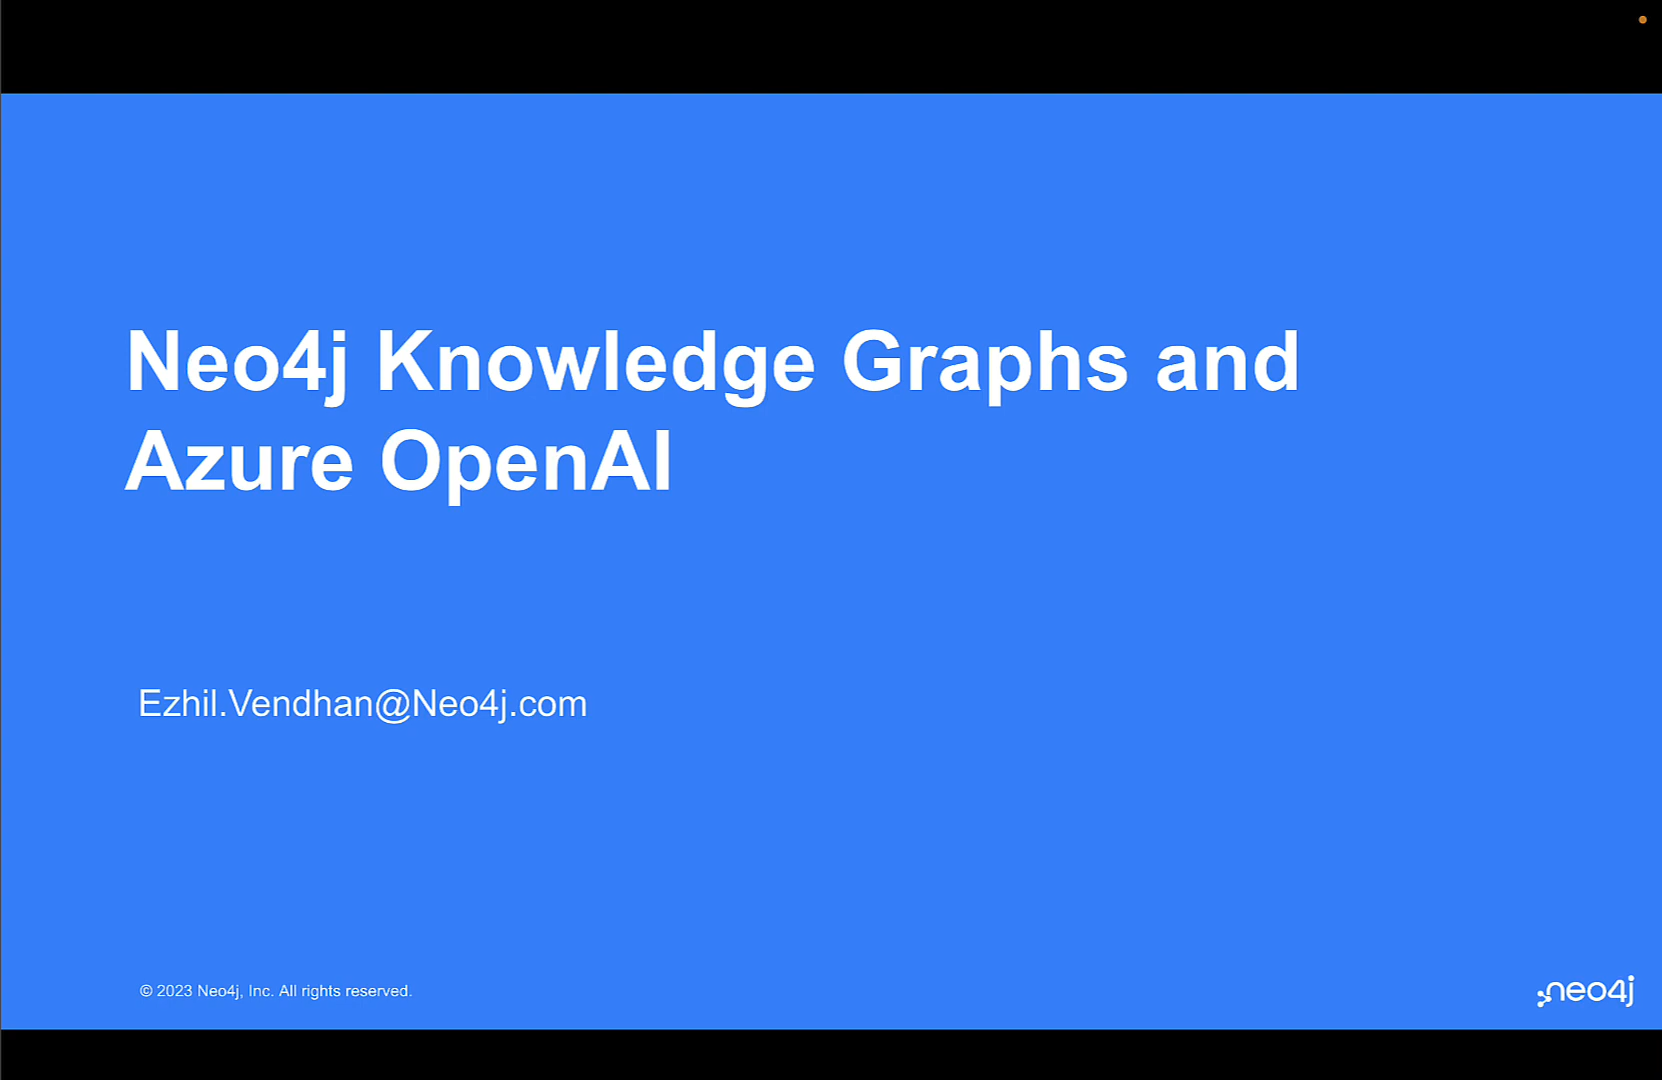 Neo4j Knowledge Graphs and
Azure OpenAI
Ezhil.Vendhan@Neo4j.com
© 2023 Neo4j, Inc. All rights reserved.
neo4j